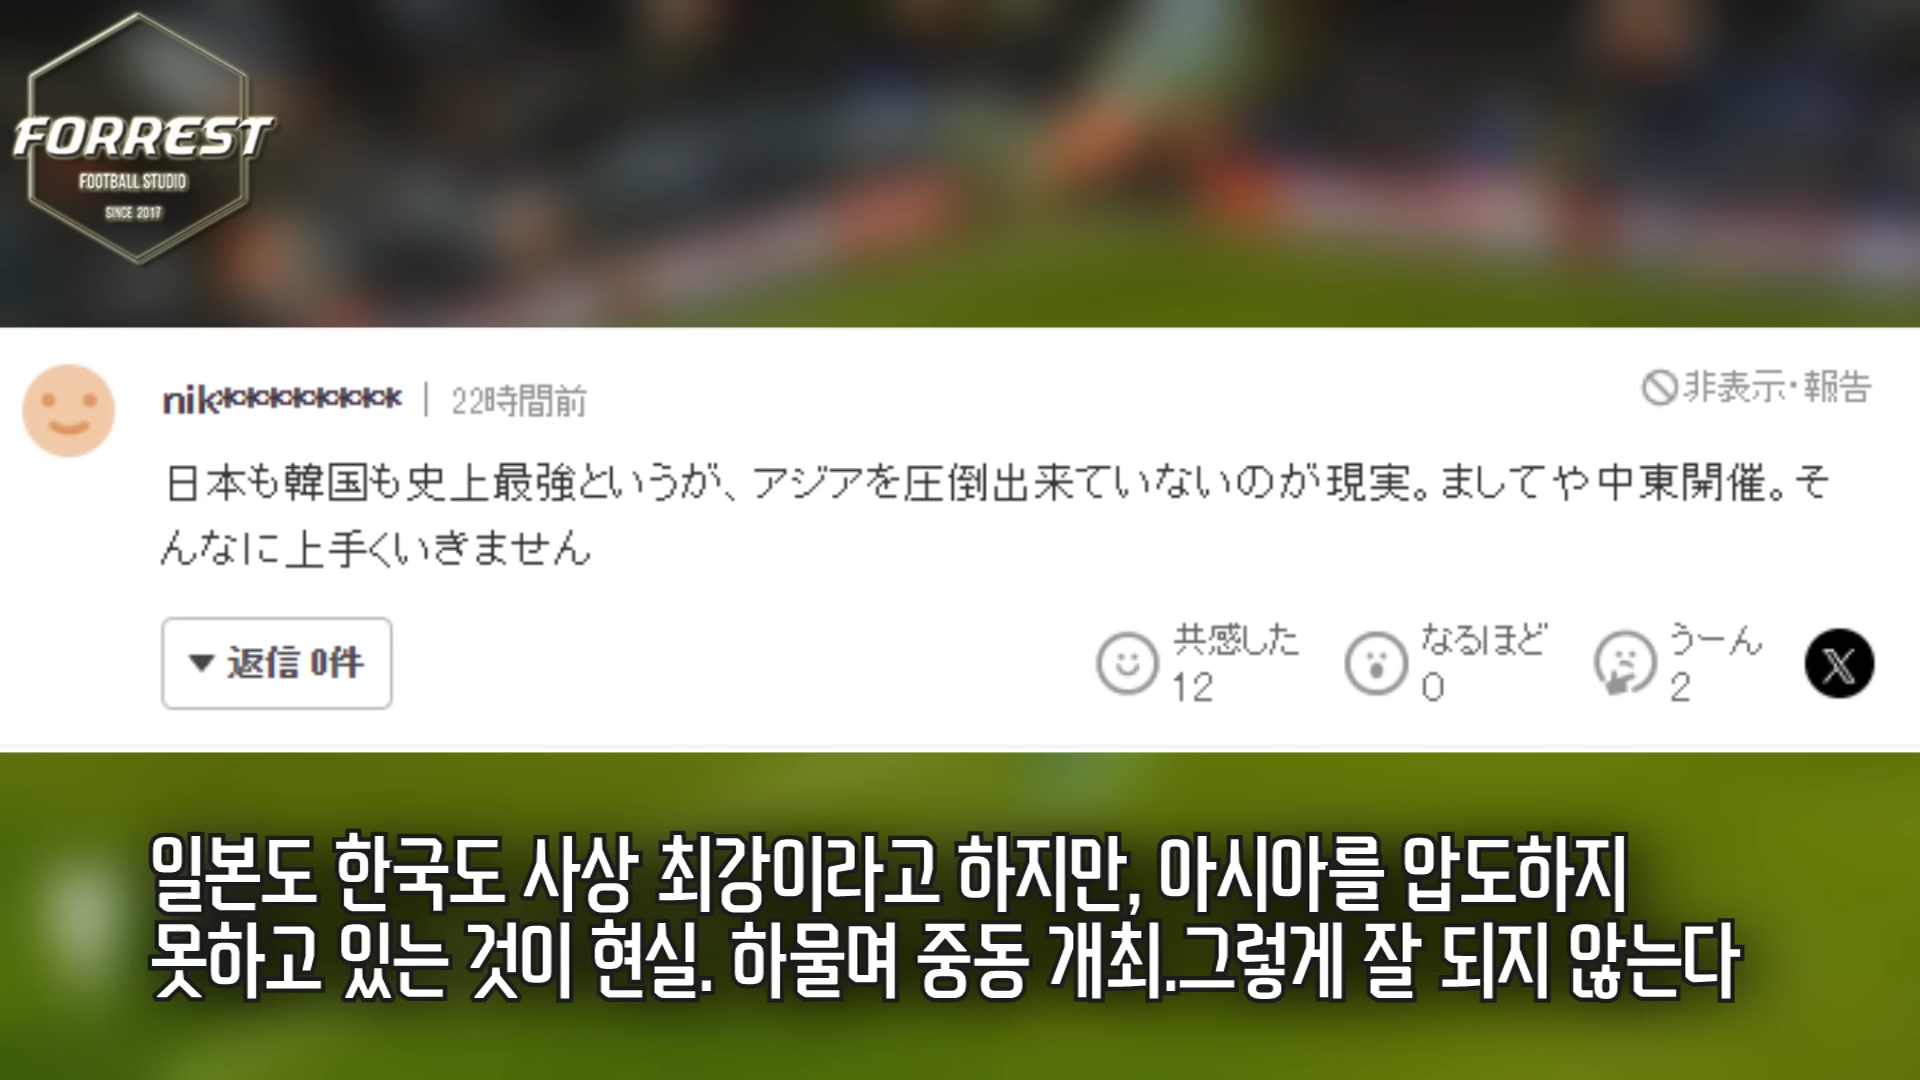 FORREST
FOOTBALL STUDIO
SINCE 2017
nik********* | 22時間前
非表示・報告
日本も韓国も史上最強というが、アジアを圧倒出来ていないのが現実。ましてや中東開催。そ
んなに上手くいきません
返信 0件
共感した
12
なるほど
0
うーん
2
일본도 한국도 사상 최강이라고 하지만, 아시아를 압도하지
못하고 있는 것이 현실. 하물며 중동 개최.그렇게 잘 되지 않는다